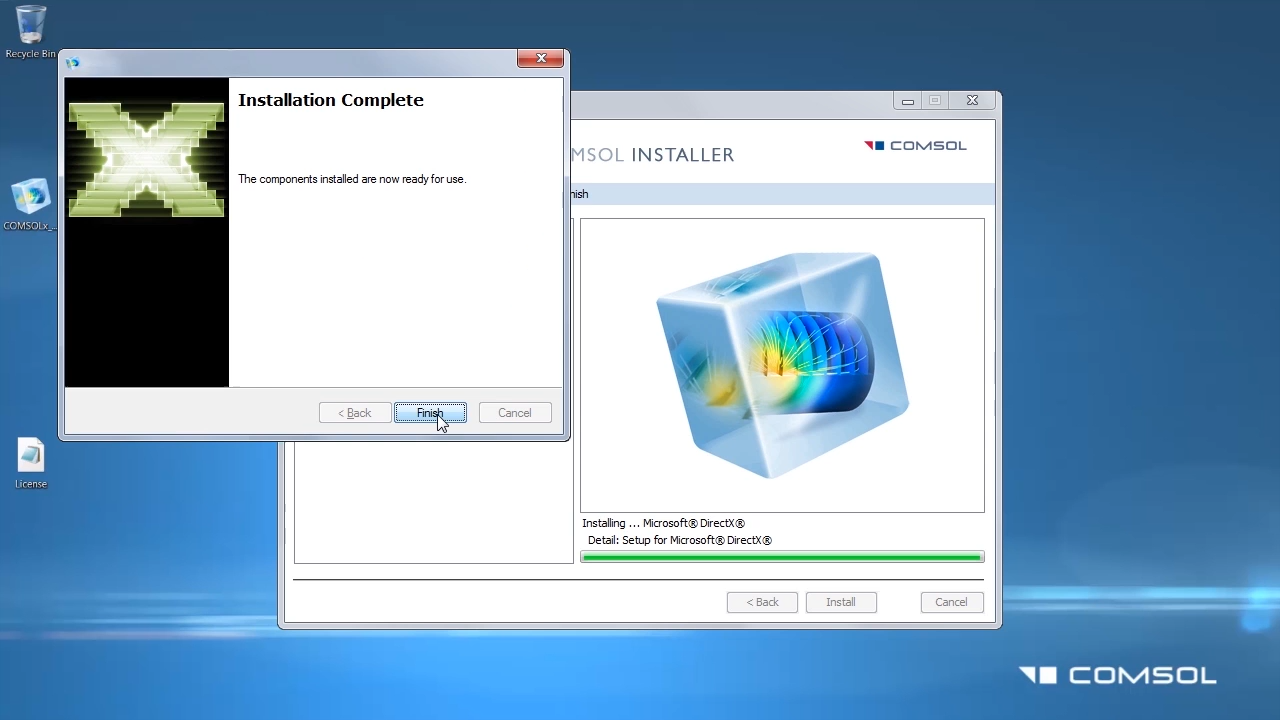 Recycle Bin
COMSOLx_...
License
Installation Complete
The components installed are now ready for use.
< Back
Finish
Cancel
MSOL INSTALLER
COMSOL
nish
Installing ... Microsoft® DirectX®
Detail: Setup for Microsoft® DirectX®
< Back
Install
Cancel
COMSOL